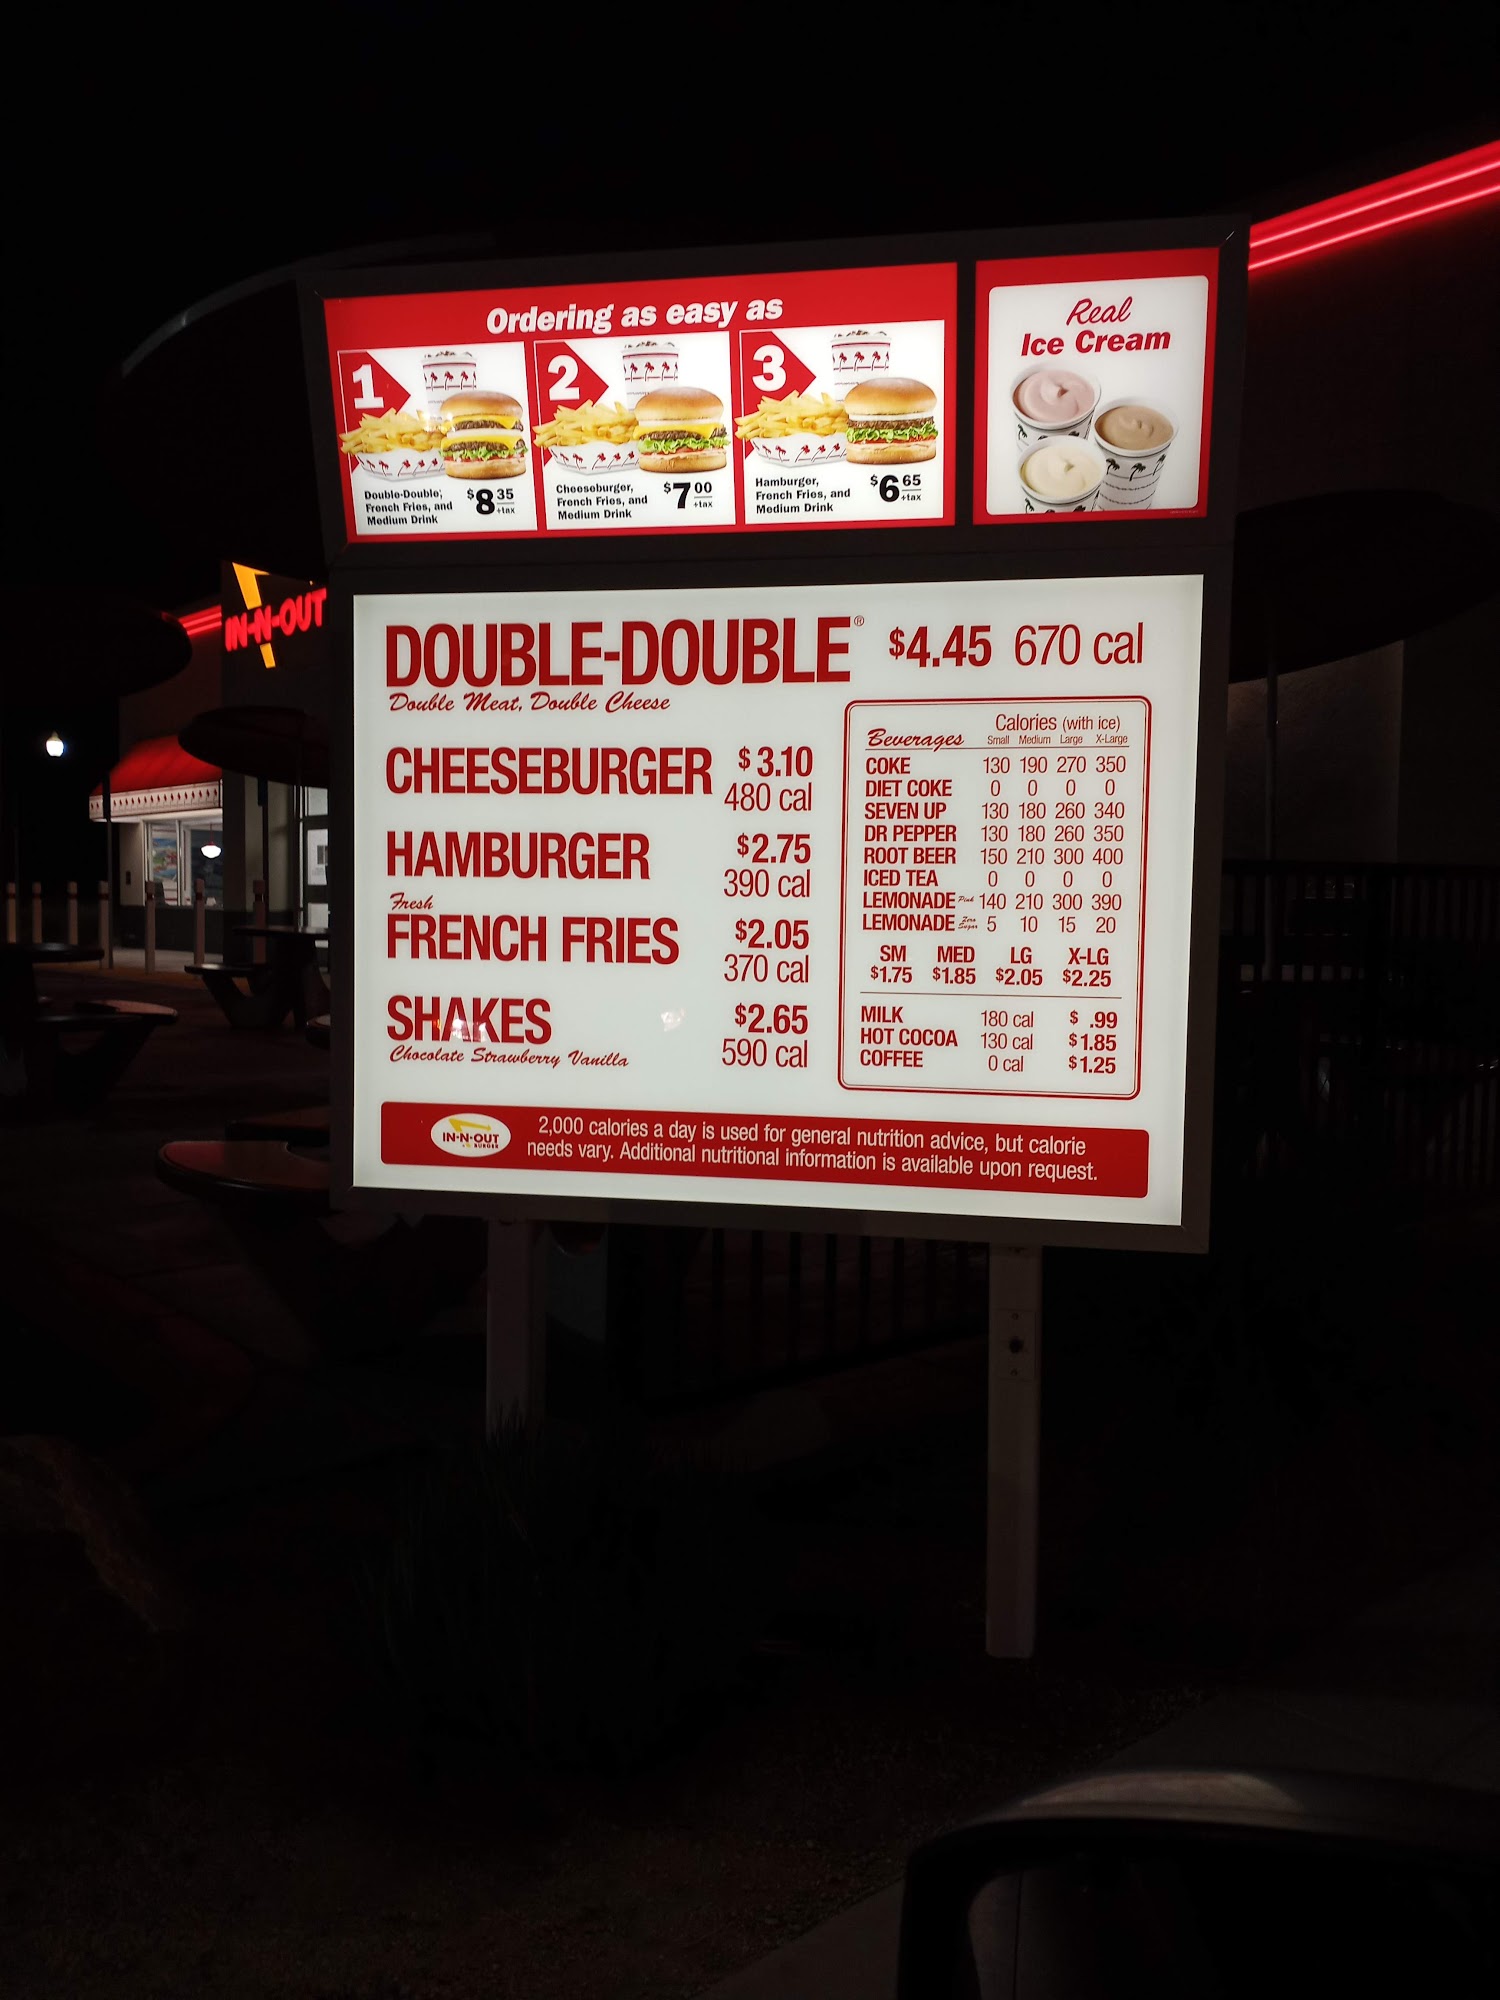 Ordering as easy as
1
Double-Double,
French Fries, and
Medium Drink
$8 35
+tax
2
Cheeseburger,
French Fries, and
Medium Drink
$7 00
+tax
3
Hamburger,
French Fries, and
Medium Drink
$6 65
+tax
Real
Ice Cream
IN-N-OUT
DOUBLE-DOUBLE® $4.45 670 cal
Double Meat, Double Cheese
CHEESEBURGER $3.10
480 cal
HAMBURGER $2.75
390 cal
Fresh
FRENCH FRIES $2.05
370 cal
SHAKES $2.65
Chocolate Strawberry Vanilla 590 cal
Calories (with ice)
Beverages Small Medium Large X-Large
COKE 130 190 270 350
DIET COKE 0 0 0 0
SEVEN UP 130 180 260 340
DR PEPPER 130 180 260 350
ROOT BEER 150 210 300 400
ICED TEA 0 0 0 0
LEMONADE Pink 140 210 300 390
LEMONADE Zero Sugar 5 10 15 20
SM MED LG X-LG
$1.75 $1.85 $2.05 $2.25
MILK 180 cal $ .99
HOT COCOA 130 cal $1.85
COFFEE 0 cal $1.25
IN-N-OUT
BURGER
2,000 calories a day is used for general nutrition advice, but calorie
needs vary. Additional nutritional information is available upon request.